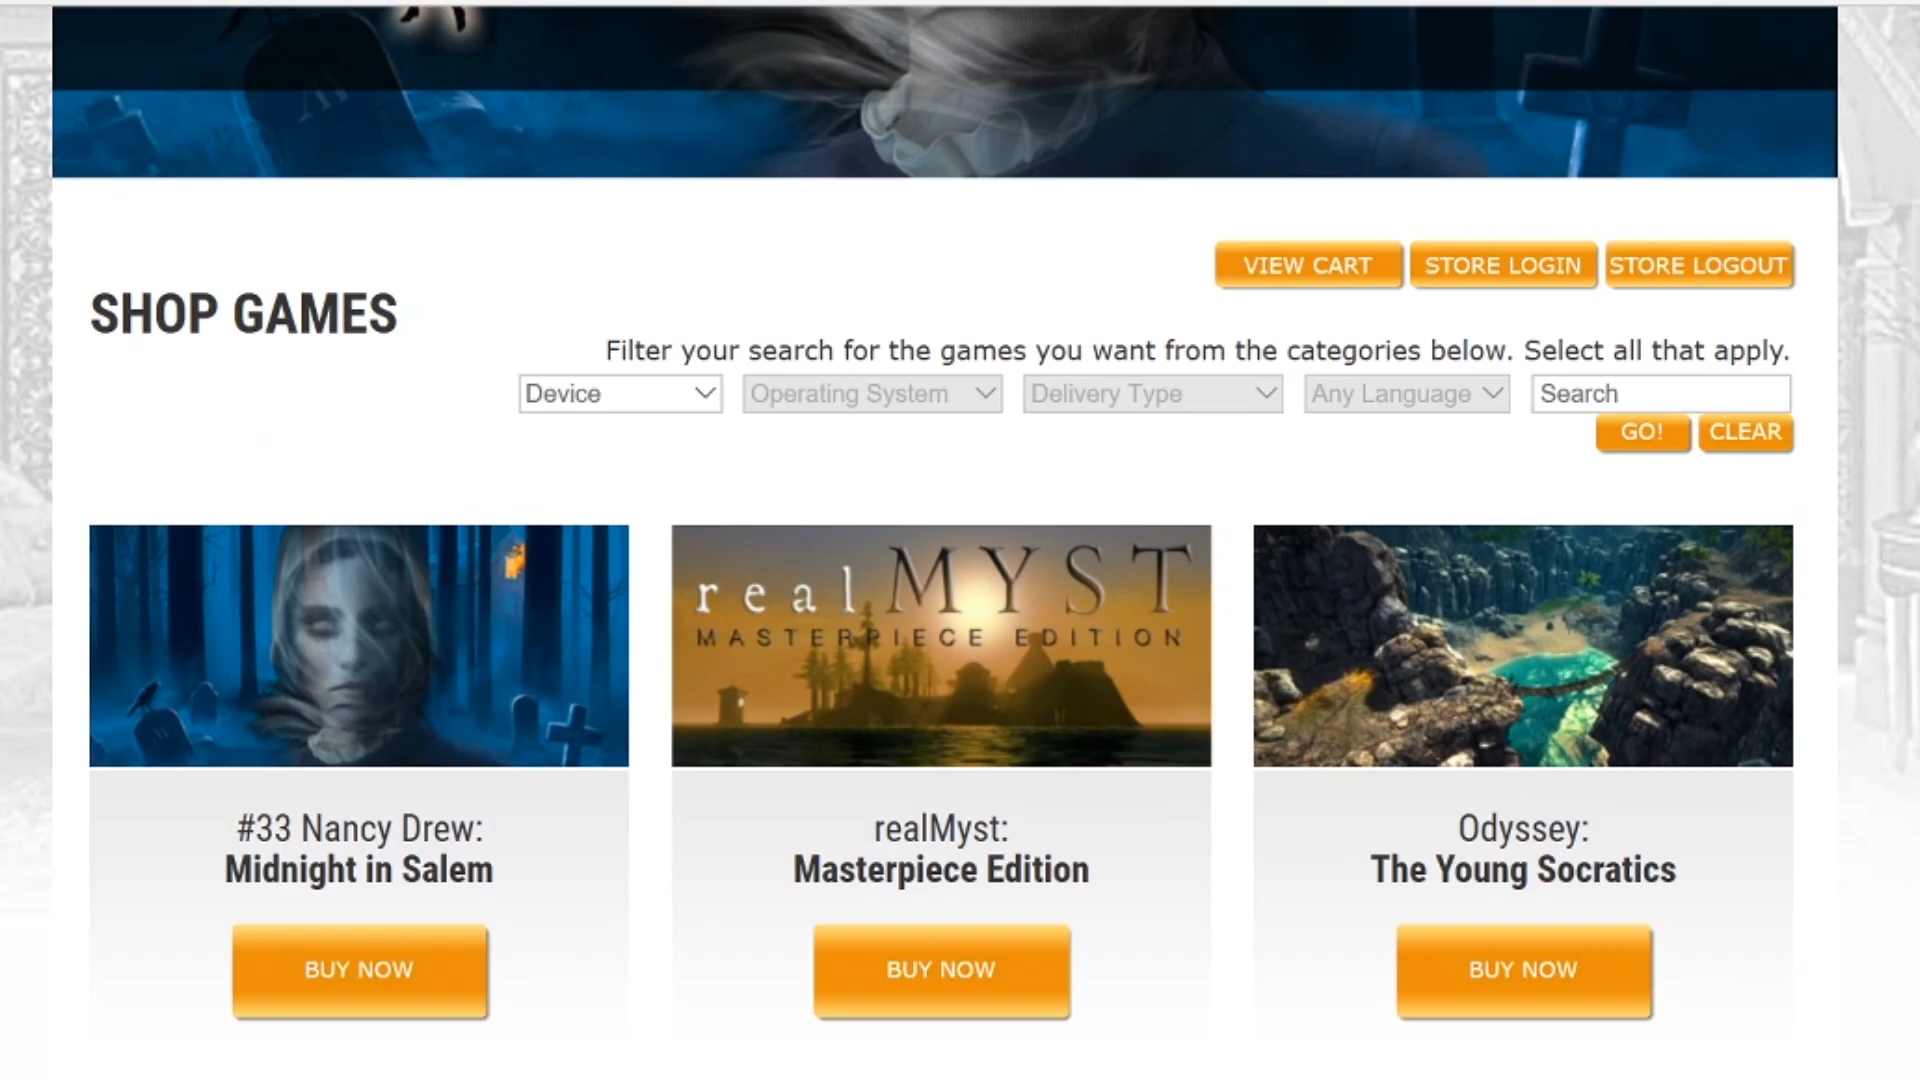 VIEW CART STORE LOGIN STORE LOGOUT
SHOP GAMES
Filter your search for the games you want from the categories below. Select all that apply.
Device Operating System Delivery Type Any Language Search
GO! CLEAR
real MYST
MASTERPIECE EDITION
#33 Nancy Drew:
Midnight in Salem
realMyst:
Masterpiece Edition
Odyssey:
The Young Socratics
BUY NOW BUY NOW BUY NOW